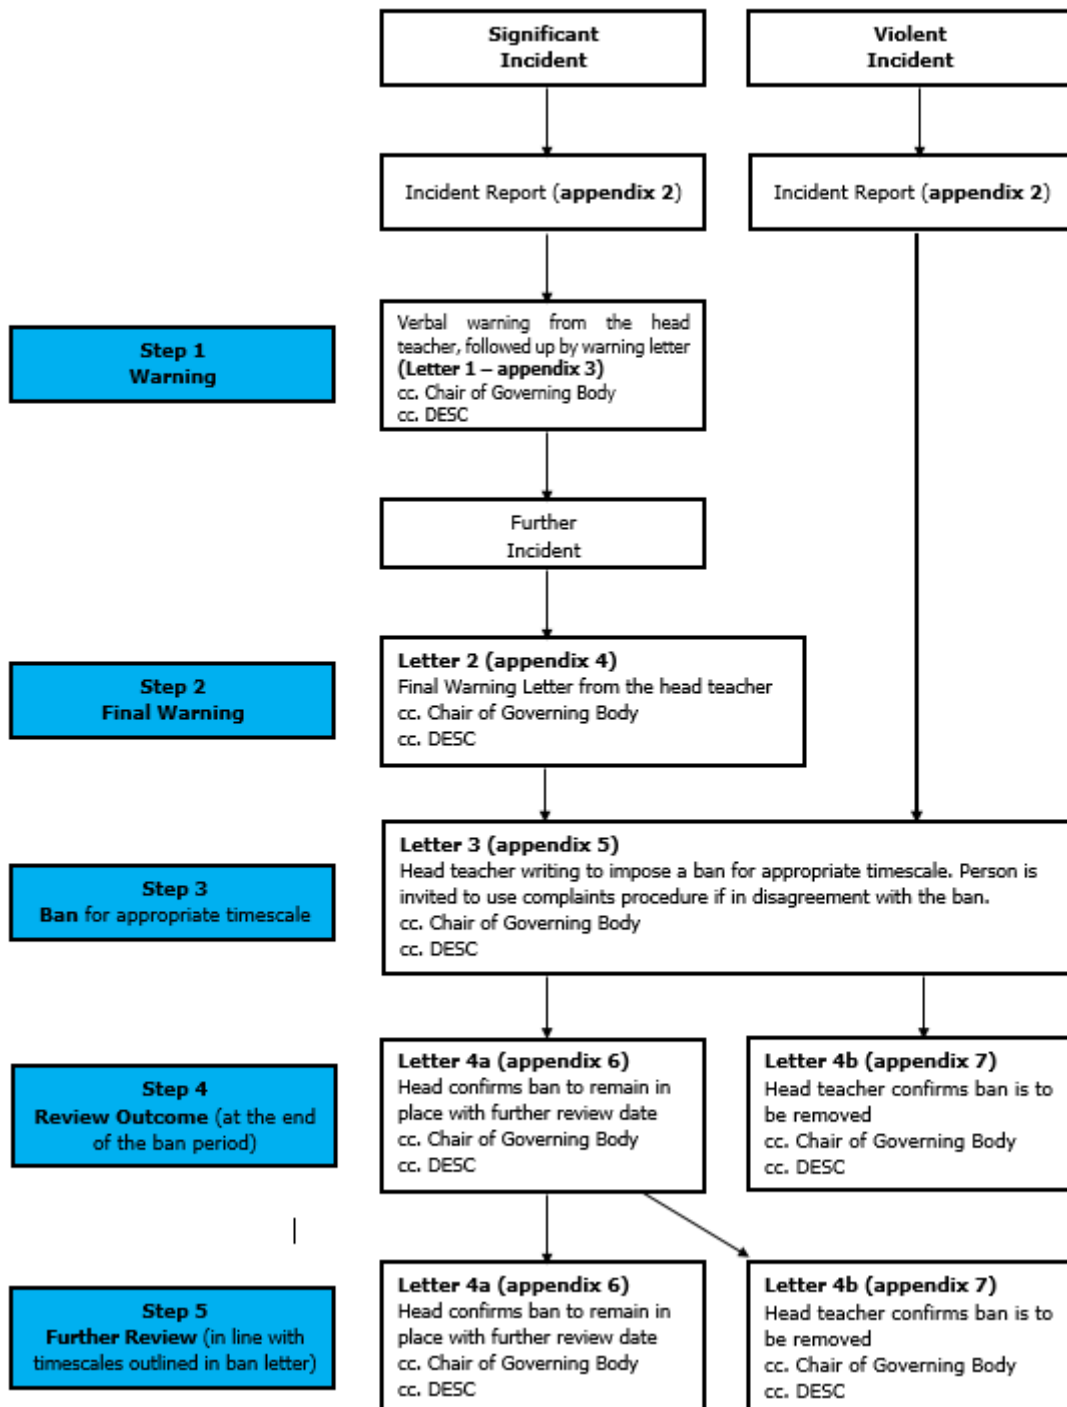 Significant
Incident
Violent
Incident
Incident Report (appendix 2)
Incident Report (appendix 2)
Step 1
Warning
Verbal warning from the head
teacher, followed up by warning letter
(Letter 1 – appendix 3)
cc. Chair of Governing Body
cc. DESC
Further
Incident
Step 2
Final Warning
Letter 2 (appendix 4)
Final Warning Letter from the head teacher
cc. Chair of Governing Body
cc. DESC
Step 3
Ban for appropriate timescale
Letter 3 (appendix 5)
Head teacher writing to impose a ban for appropriate timescale. Person is
invited to use complaints procedure if in disagreement with the ban.
cc. Chair of Governing Body
cc. DESC
Step 4
Review Outcome (at the end
of the ban period)
Letter 4a (appendix 6)
Head confirms ban to remain in
place with further review date
cc. Chair of Governing Body
cc. DESC
Letter 4b (appendix 7)
Head teacher confirms ban is to
be removed
cc. Chair of Governing Body
cc. DESC
Step 5
Further Review (in line with
timescales outlined in ban letter)
Letter 4a (appendix 6)
Head confirms ban to remain in
place with further review date
cc. Chair of Governing Body
cc. DESC
Letter 4b (appendix 7)
Head teacher confirms ban is to
be removed
cc. Chair of Governing Body
cc. DESC